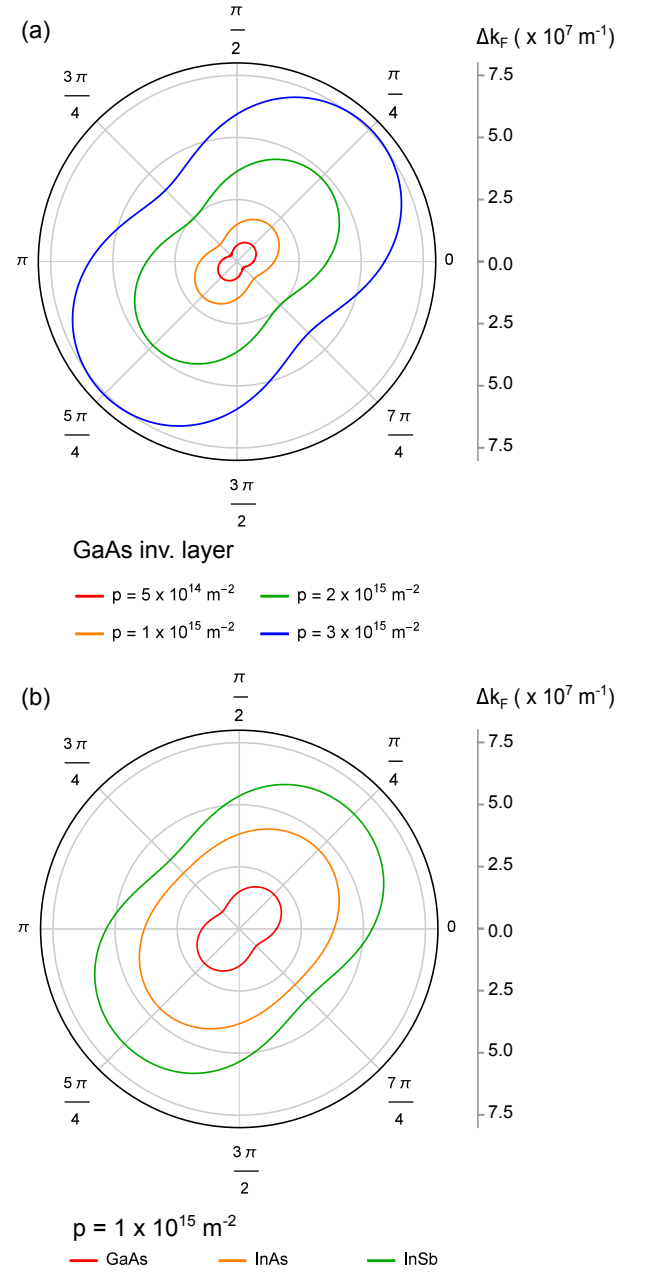 (a)
π/2
Δk_F ( x 10^7 m^-1)
3 π/4
π/4
7.5
5.0
2.5
π
0
0.0
2.5
5.0
5 π/4
7 π/4
7.5
3 π/2
GaAs inv. layer
p = 5 x 10^14 m^−2
p = 2 x 10^15 m^−2
p = 1 x 10^15 m^−2
p = 3 x 10^15 m^−2
(b)
π/2
Δk_F ( x 10^7 m^-1)
3 π/4
π/4
7.5
5.0
2.5
π
0
0.0
2.5
5.0
5 π/4
7 π/4
7.5
3 π/2
p = 1 x 10^15 m^-2
GaAs
InAs
InSb